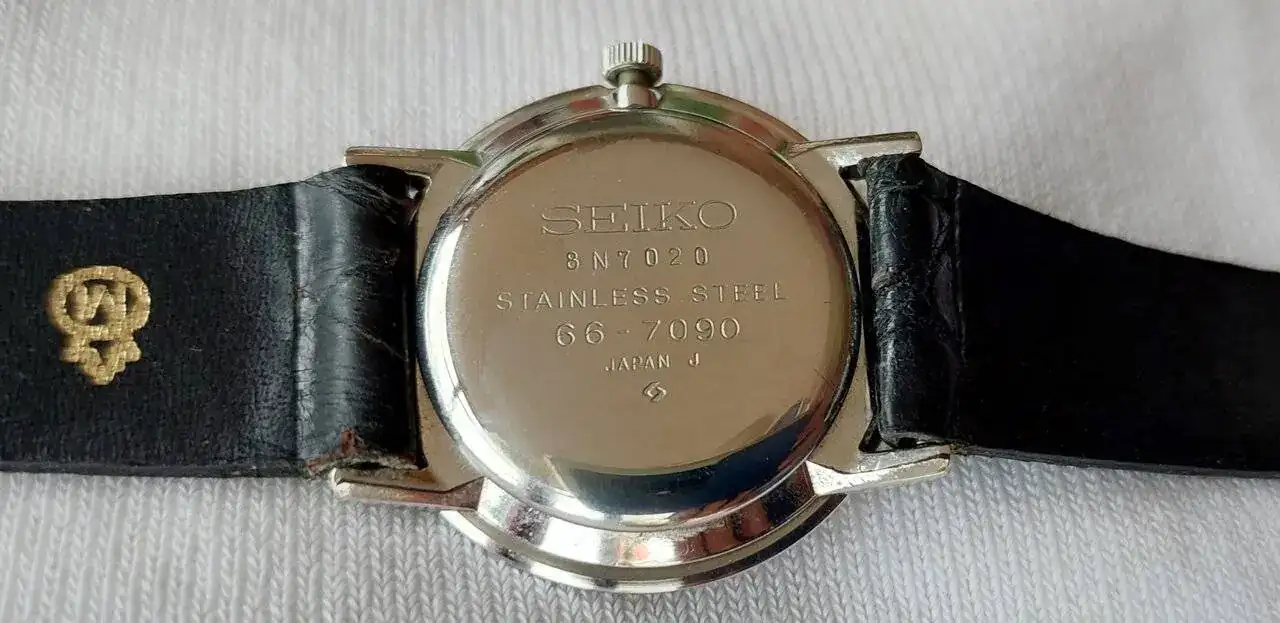 SEIKO
8N7020
STAINLESS STEEL
66-7090
JAPAN J